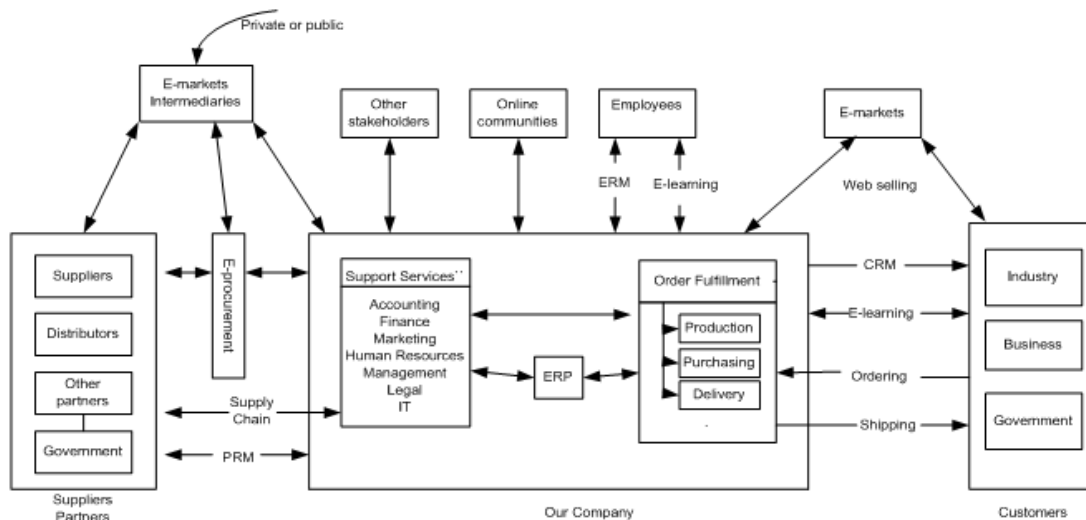 Private or public
E-markets
Intermediaries
Other
stakeholders
Online
communities
Employees
E-markets
ERM
E-learning
Web selling
Suppliers
Distributors
Other
partners
Government
Suppliers
Partners
E-procurement
Supply
Chain
PRM
Support Services``
Accounting
Finance
Marketing
Human Resources
Management
Legal
IT
ERP
Order Fulfillment
Production
Purchasing
Delivery
Our Company
CRM
E-learning
Ordering
Shipping
Industry
Business
Government
Customers